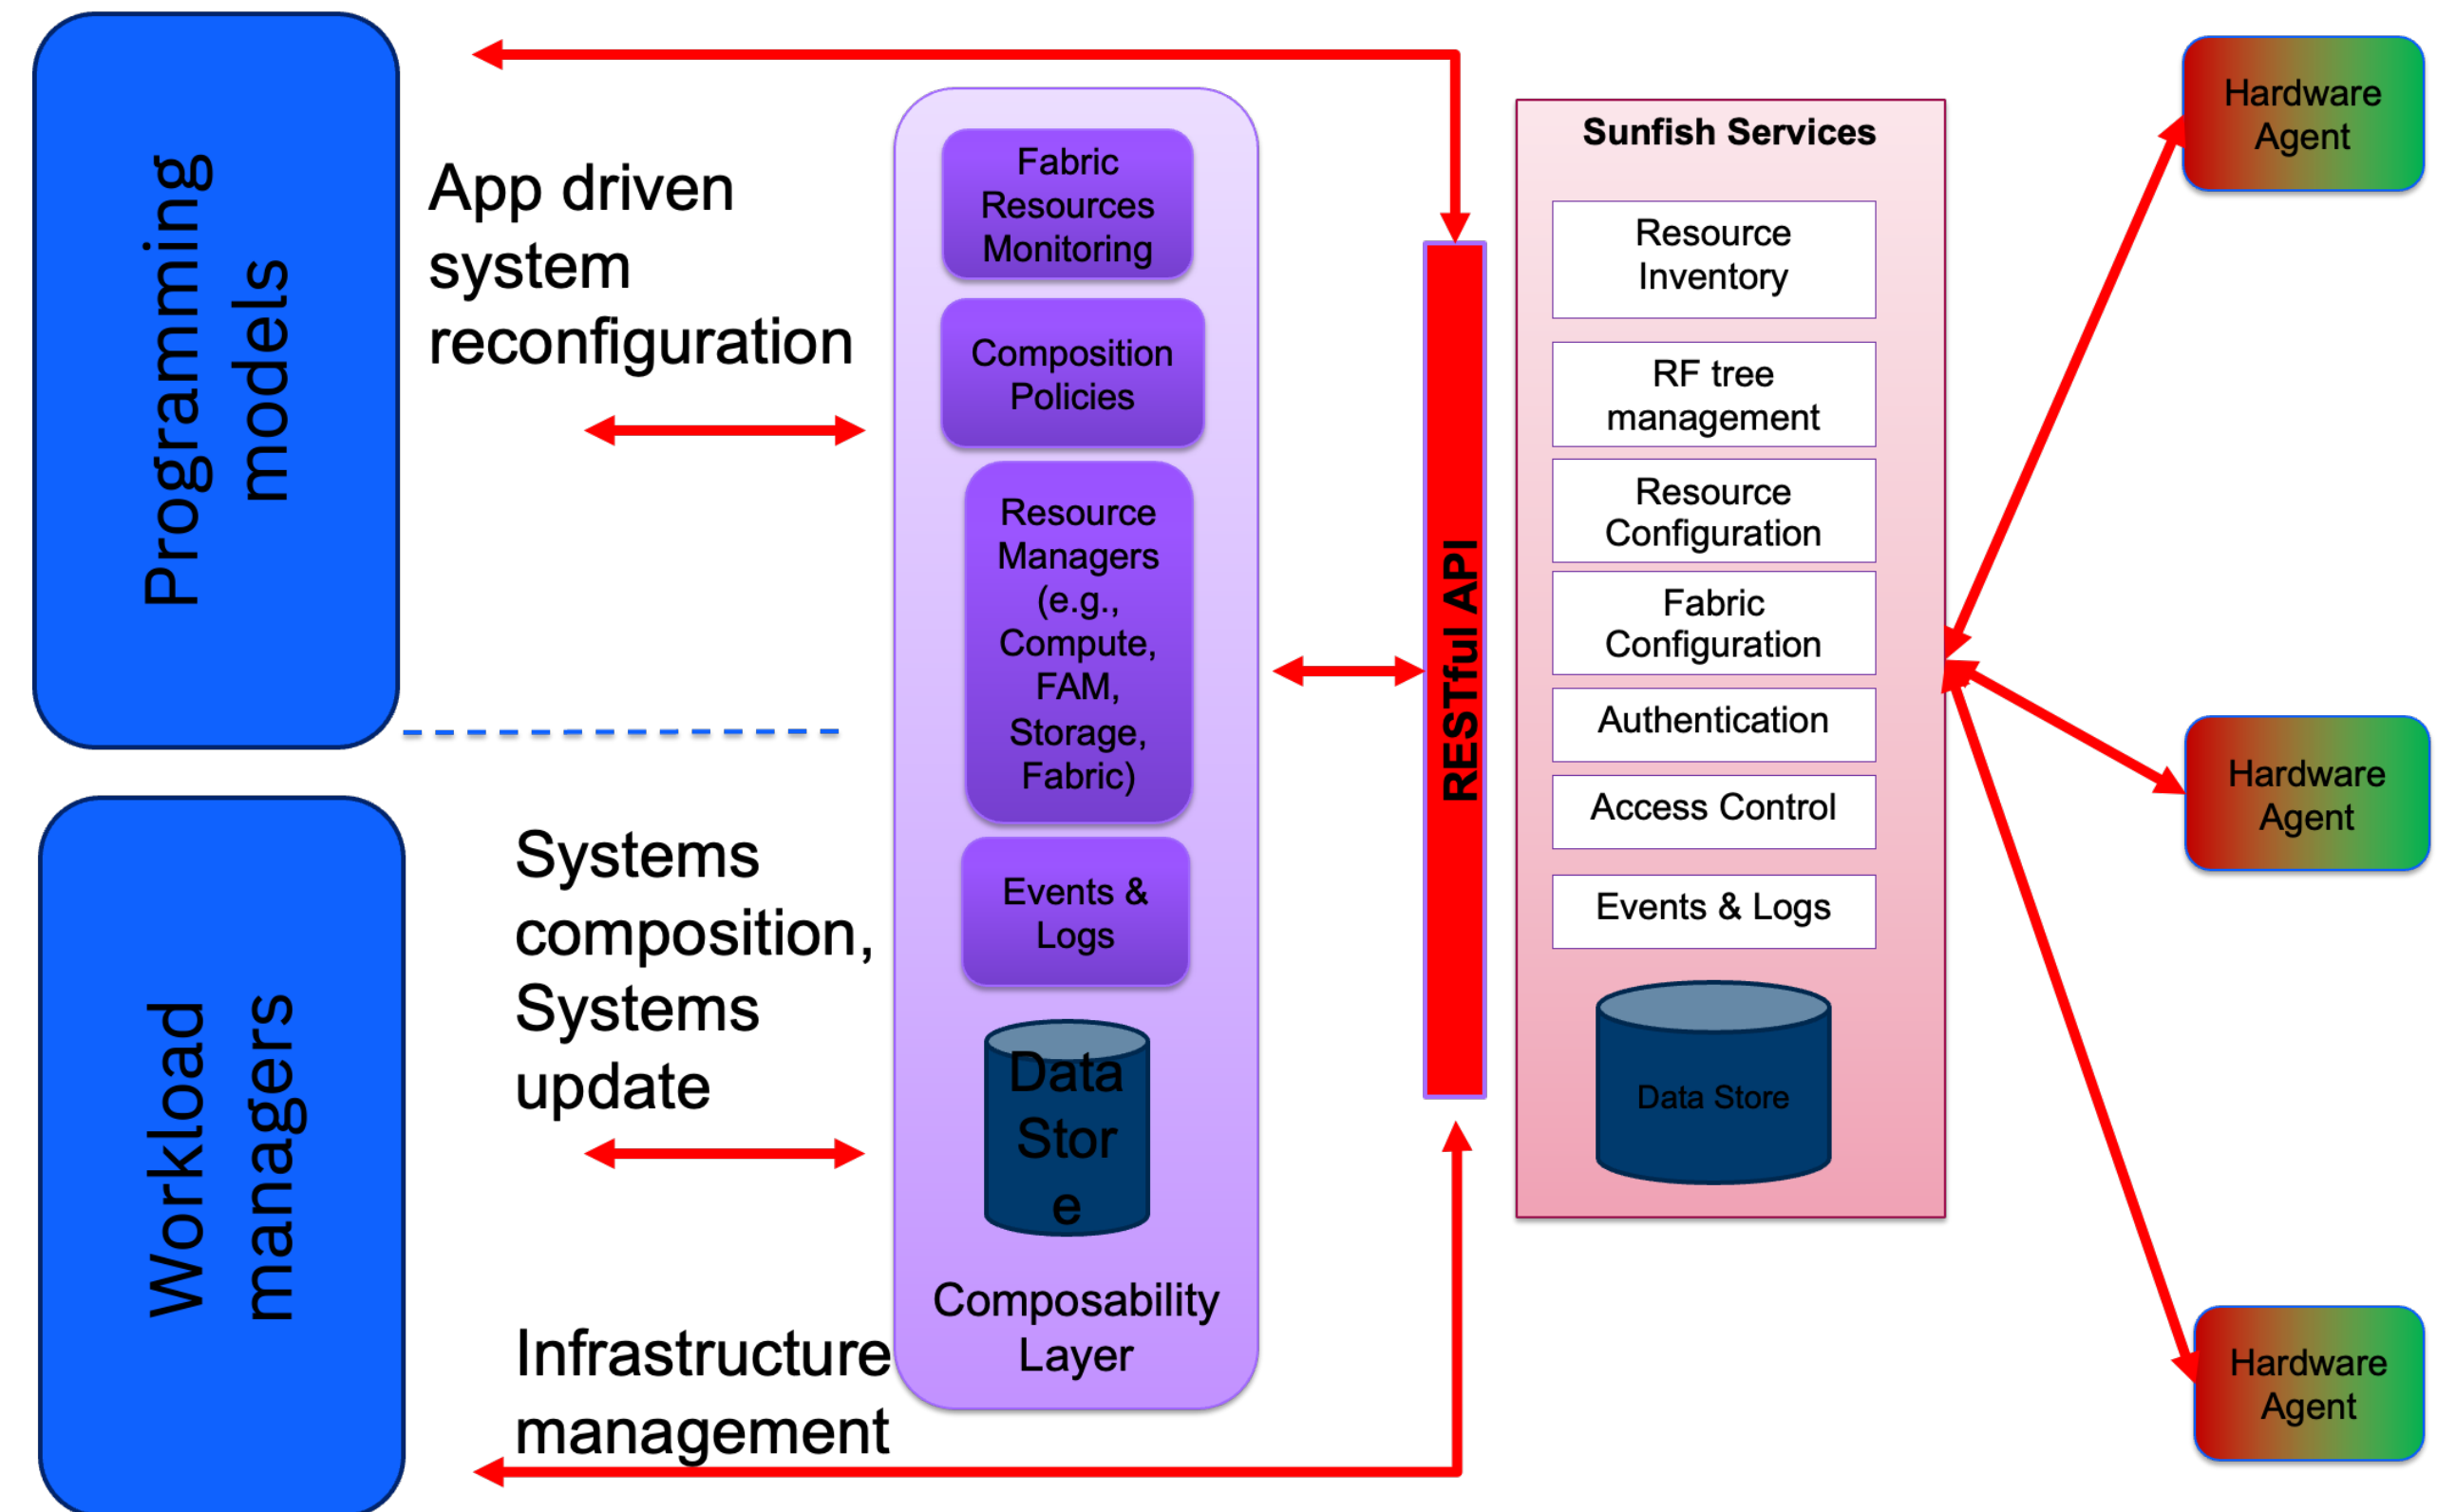 Programming
models
App driven
system
reconfiguration
Workload
managers
Systems
composition,
Systems
update
Infrastructure
management
Fabric
Resources
Monitoring
Composition
Policies
Resource
Managers
(e.g.,
Compute,
FAM,
Storage,
Fabric)
Events &
Logs
Data
Stor
e
Composability
Layer
RESTful API
Sunfish Services
Resource
Inventory
RF tree
management
Resource
Configuration
Fabric
Configuration
Authentication
Access Control
Events & Logs
Data Store
Hardware
Agent
Hardware
Agent
Hardware
Agent